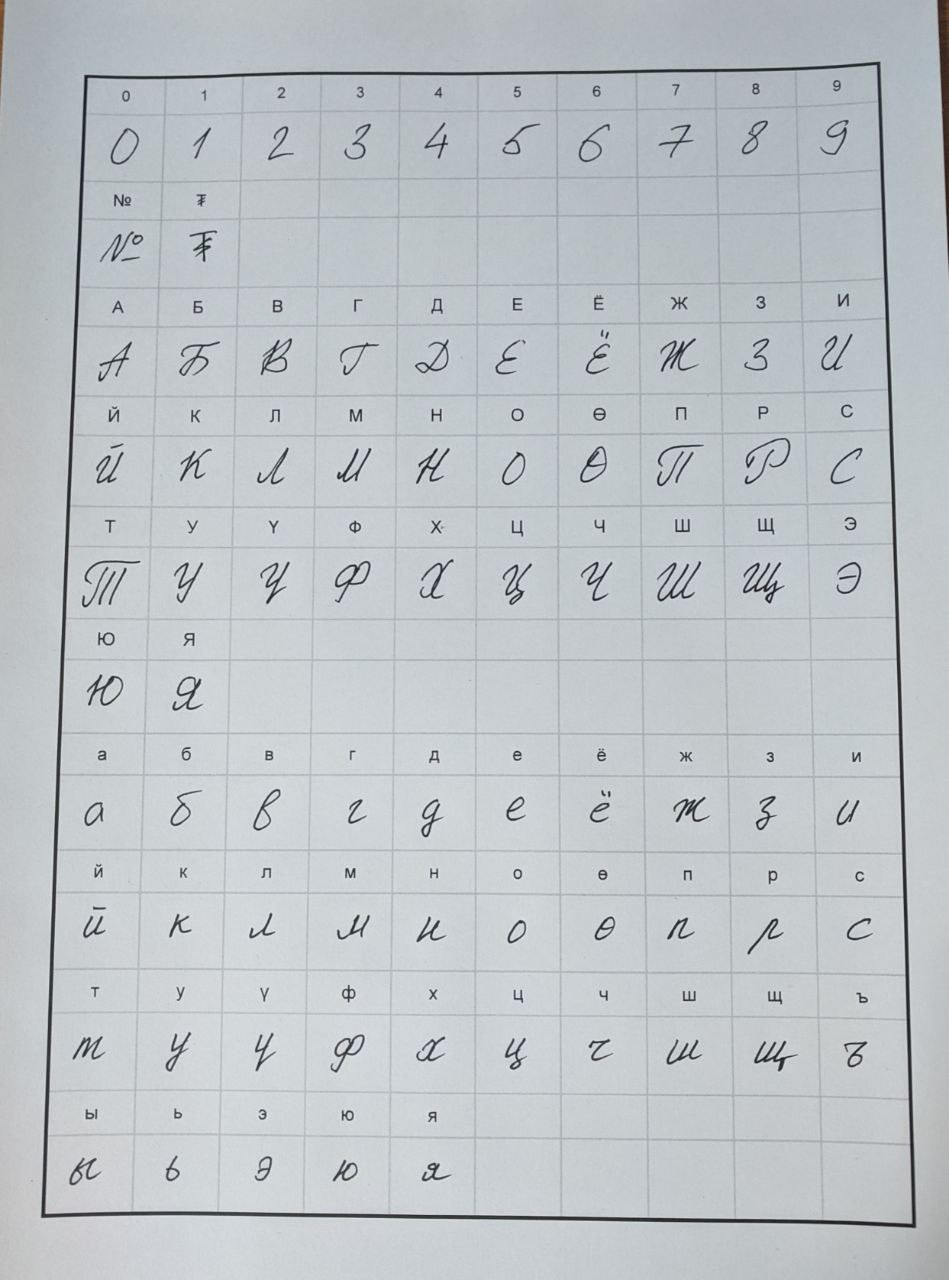 0 1 2 3 4 5 6 7 8 9
0 1 2 3 4 5 6 7 8 9
№ ₮
№ ₮
А Б В Г Д Е Ё Ж З И
А Б В Г Д Е Ё Ж З И
Й К Л М Н О Ө П Р С
Й К Л М Н О Ө П Р С
Т У Ү Ф Х Ц Ч Ш Щ Э
Т У Ү Ф Х Ц Ч Ш Щ Э
Ю Я
Ю Я
а б в г д е ё ж з и
а б в г д е ё ж з и
й к л м н о ө п р с
й к л м н о ө п р с
т у ү ф х ц ч ш щ ъ
т у ү ф х ц ч ш щ ъ
ы ь э ю я
ы ь э ю я